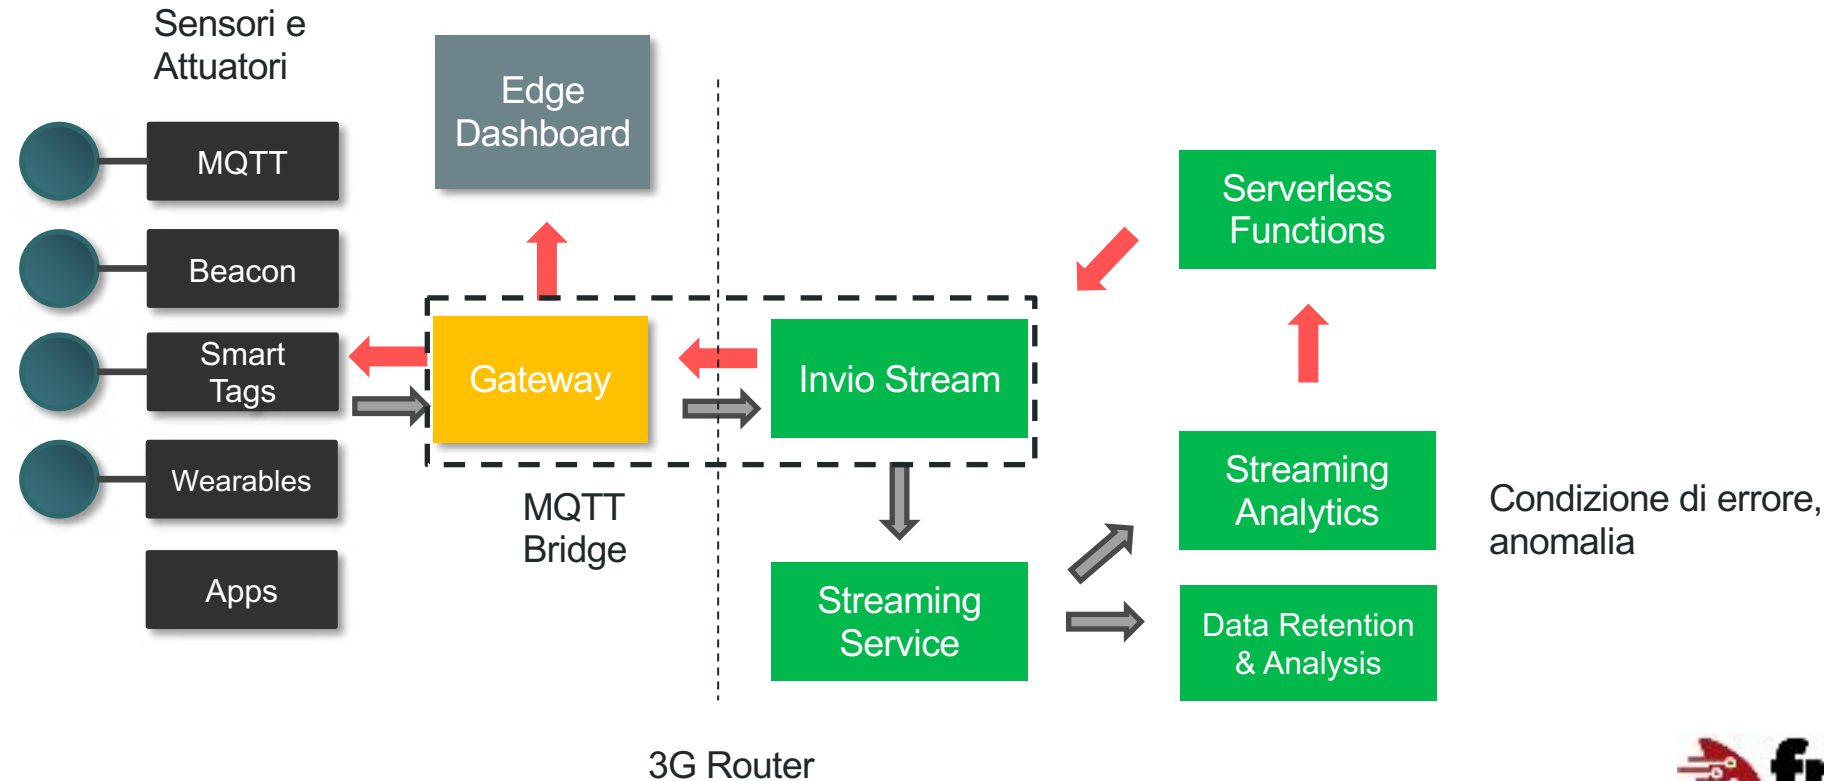 Sensori e
Attuatori
MQTT
Beacon
Smart
Tags
Wearables
Apps
Edge
Dashboard
Gateway
MQTT
Bridge
Invio Stream
Streaming
Service
Serverless
Functions
Streaming
Analytics
Data Retention
& Analysis
Condizione di errore,
anomalia
3G Router